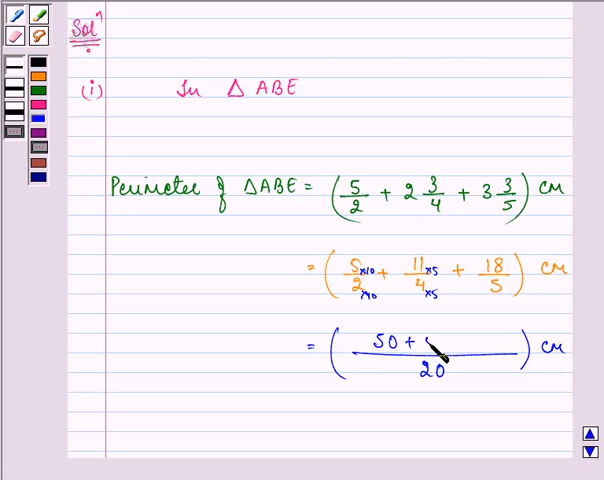 Solⁿ
(i) In △ ABE
Perimeter of △ABE = (5/2 + 2 3/4 + 3 3/5) cm
= (5×10/2×10 + 11×5/4×5 + 18/5) cm
= (50 + /20) cm